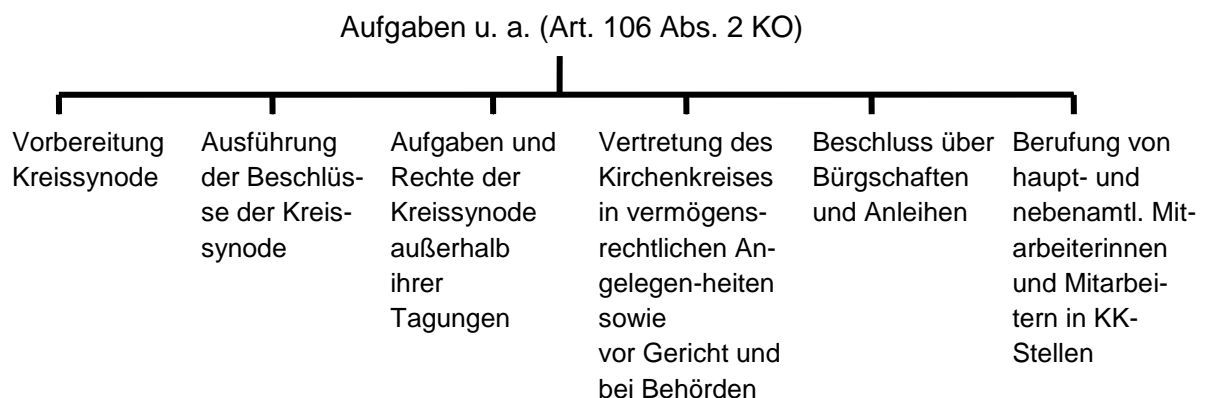 Aufgaben u. a. (Art. 106 Abs. 2 KO)
Vorbereitung
Kreissynode
Ausführung
der Beschlüs-
se der Kreis-
synode
Aufgaben und
Rechte der
Kreissynode
außerhalb
ihrer
Tagungen
Vertretung des
Kirchenkreises
in vermögens-
rechtlichen An-
gelegen-heiten
sowie
vor Gericht und
bei Behörden
Beschluss über
Bürgschaften
und Anleihen
Berufung von
haupt- und
nebenamtl. Mit-
arbeiterinnen
und Mitarbei-
tern in KK-
Stellen